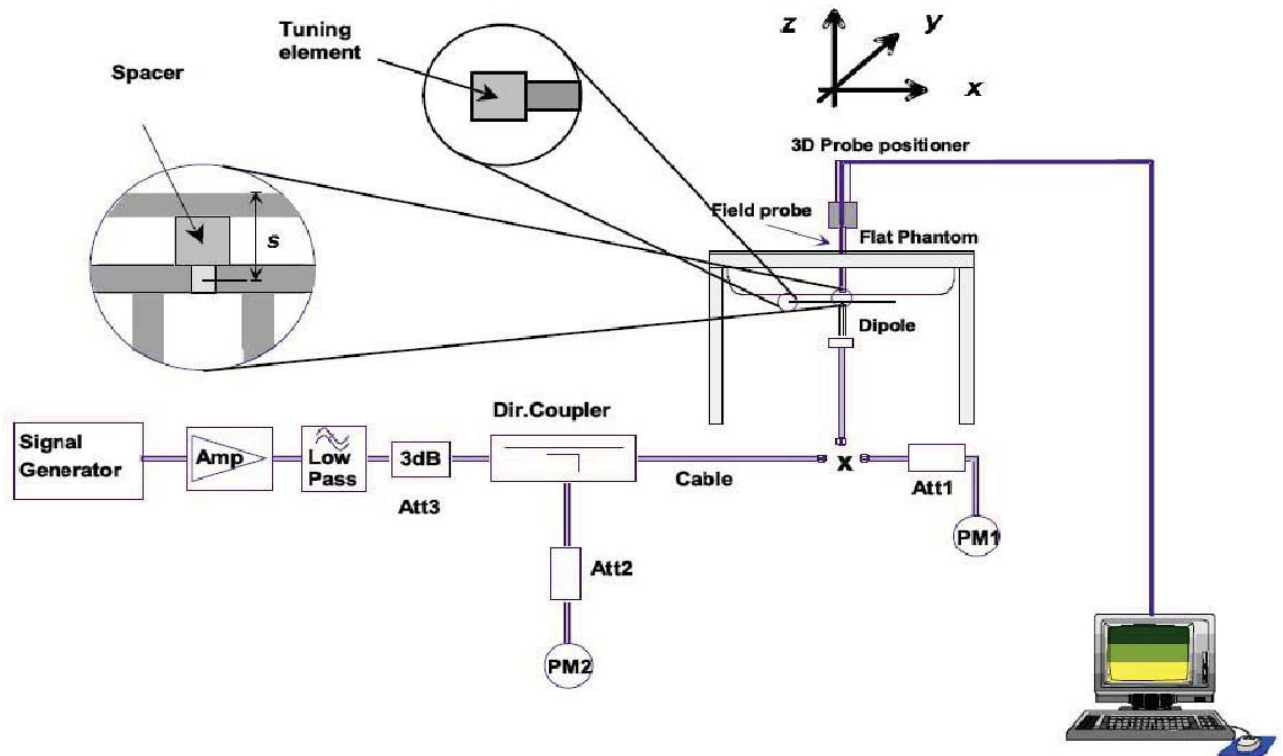 Tuning
element
Spacer
s
z
y
x
3D Probe positioner
Field probe
Flat Phantom
Dipole
Dir.Coupler
Signal
Generator
Amp
Low
Pass
3dB
Att3
Cable
x
Att1
PM1
Att2
PM2